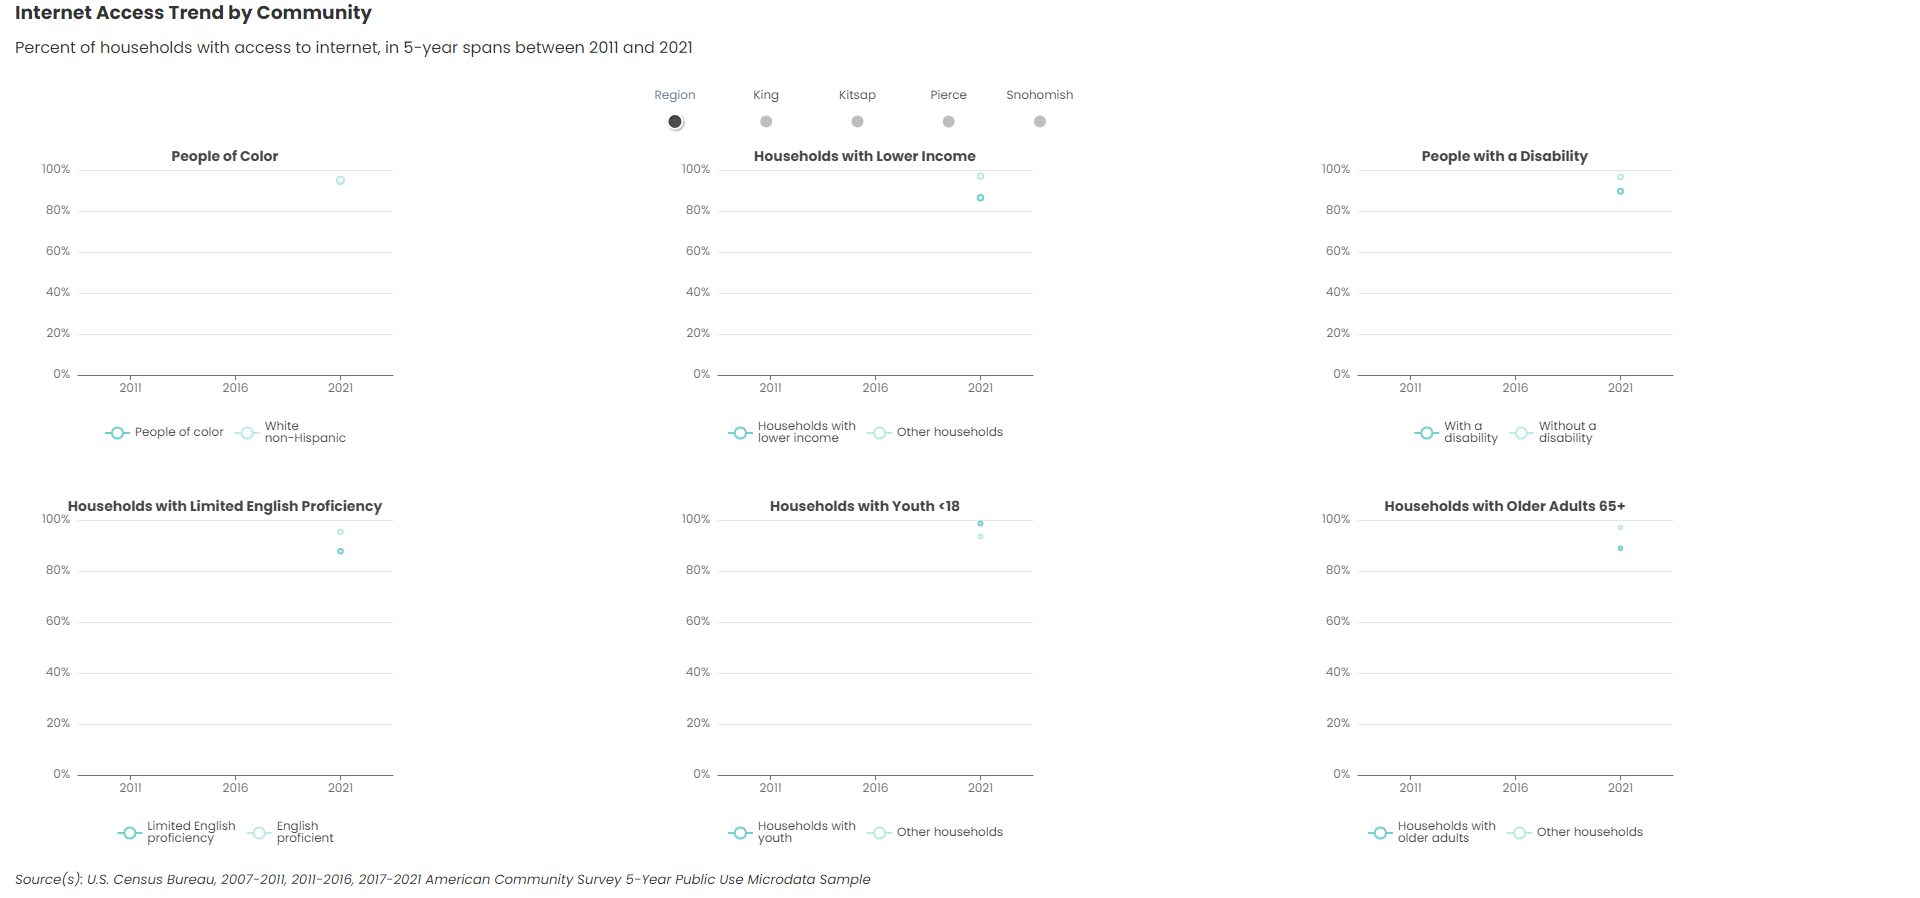 Internet Access Trend by Community
Percent of households with access to internet, in 5-year spans between 2011 and 2021
Region King Kitsap Pierce Snohomish
People of Color
100%
80%
60%
40%
20%
0%
2011 2016 2021
People of color
White
non-Hispanic
Households with Lower Income
100%
80%
60%
40%
20%
0%
2011 2016 2021
Households with
lower income
Other households
People with a Disability
100%
80%
60%
40%
20%
0%
2011 2016 2021
With a
disability
Without a
disability
Households with Limited English Proficiency
100%
80%
60%
40%
20%
0%
2011 2016 2021
Limited English
proficiency
English
proficient
Households with Youth <18
100%
80%
60%
40%
20%
0%
2011 2016 2021
Households with
youth
Other households
Households with Older Adults 65+
100%
80%
60%
40%
20%
0%
2011 2016 2021
Households with
older adults
Other households
Source(s): U.S. Census Bureau, 2007-2011, 2011-2016, 2017-2021 American Community Survey 5-Year Public Use Microdata Sample